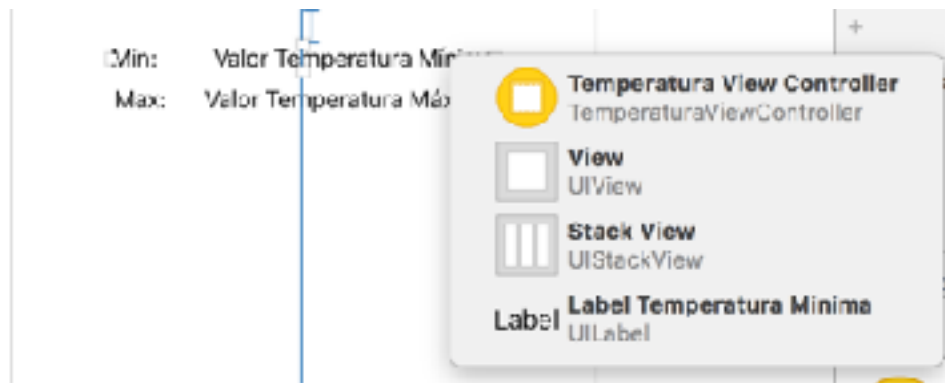 +
Min: Valor Temperatura
Max: Valor Temperatura Máx
Temperatura View Controller
TemperaturaViewController
View
UIView
Stack View
UIStackView
Label Label Temperatura Minima
UILabel